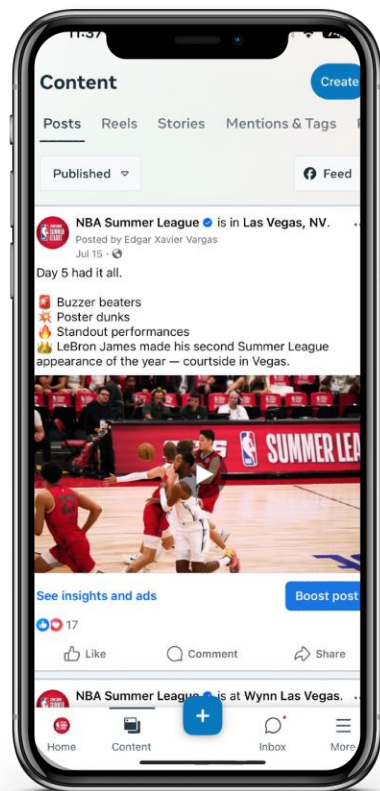 11:37
Content
Create
Posts Reels Stories Mentions & Tags
Published
Feed
NBA Summer League is in Las Vegas, NV.
Posted by Edgar Xavier Vargas
Jul 15 ·
Day 5 had it all.
🚨 Buzzer beaters
💥 Poster dunks
🔥 Standout performances
👑 LeBron James made his second Summer League
appearance of the year — courtside in Vegas.
SUMMER LEA
See insights and ads
Boost post
17
Like
Comment
Share
NBA Summer League is at Wynn Las Vegas.
Home
Content
Inbox
More